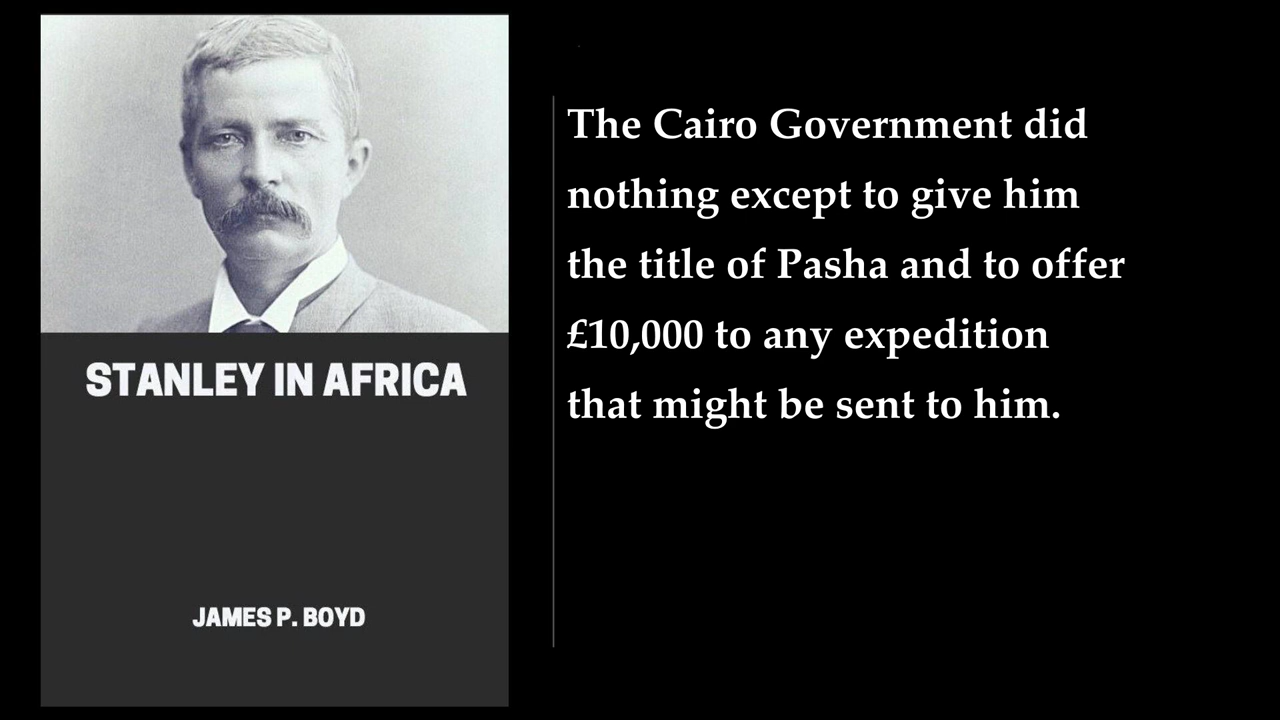 STANLEY IN AFRICA
JAMES P. BOYD
The Cairo Government did
nothing except to give him
the title of Pasha and to offer
£10,000 to any expedition
that might be sent to him.